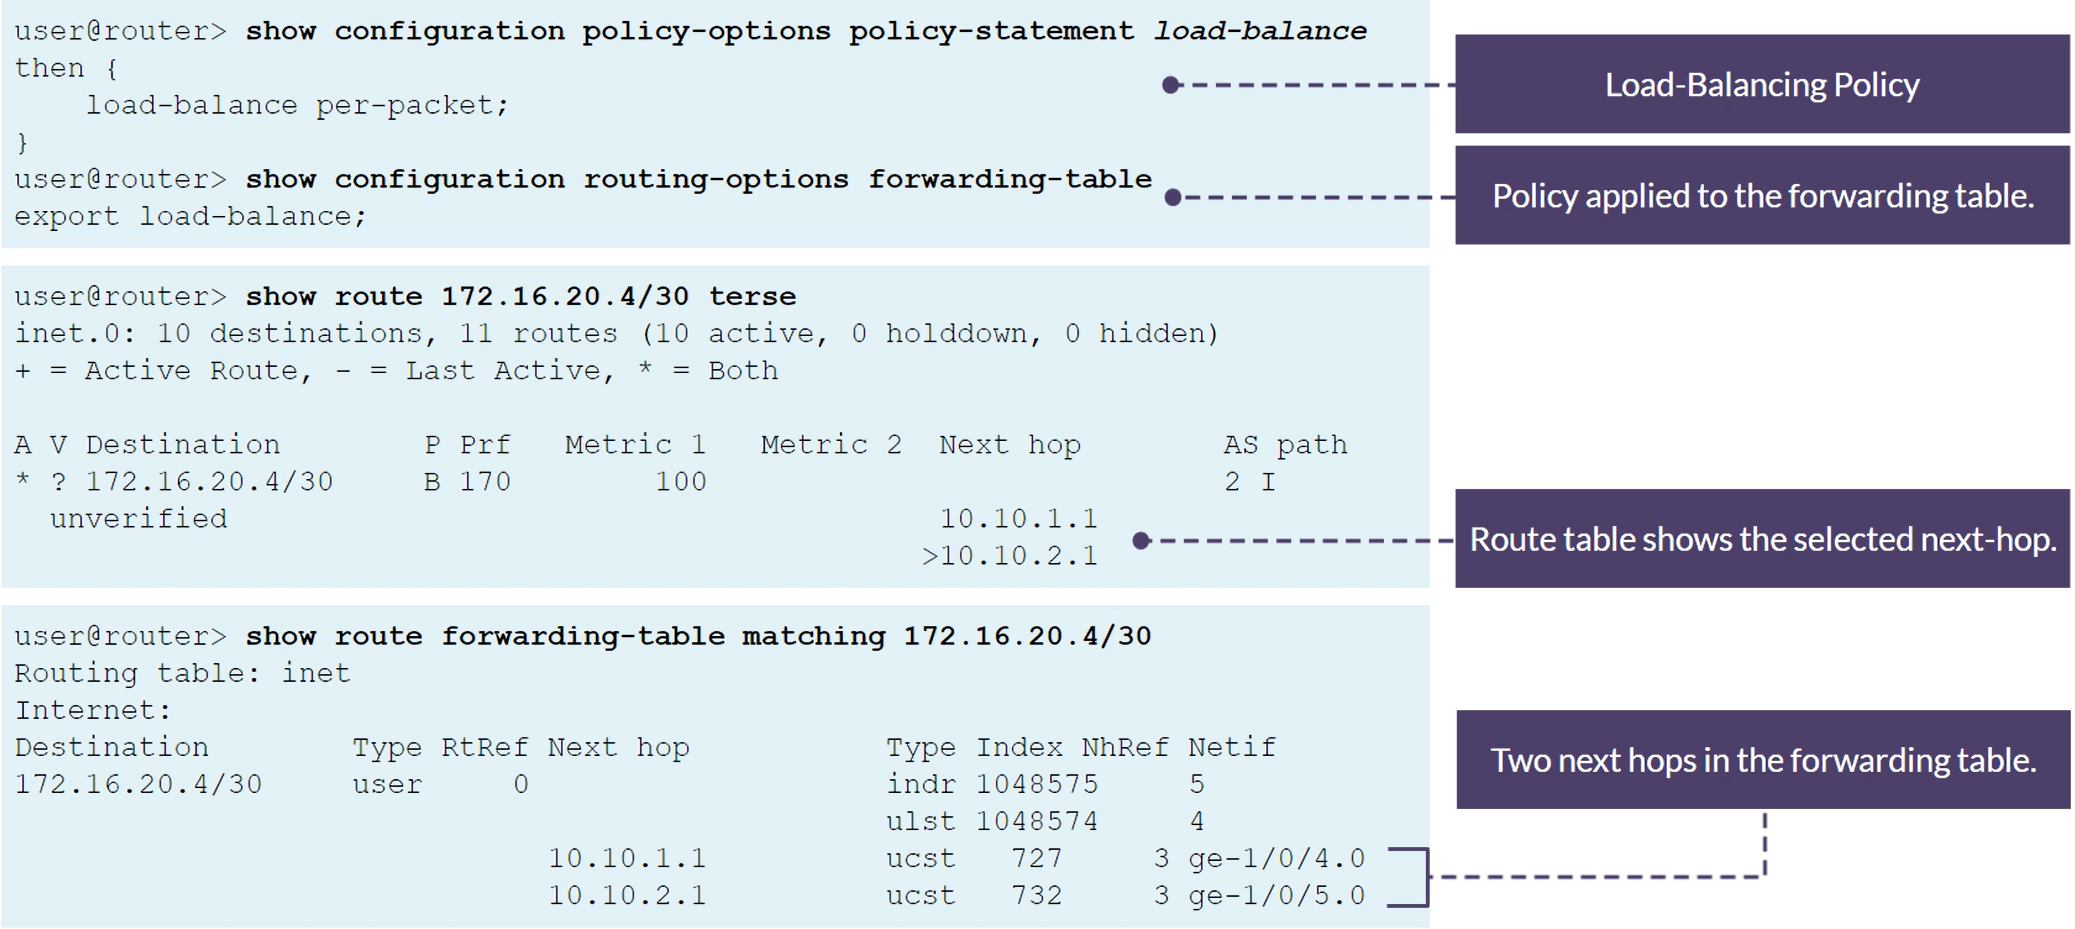 user@router> show configuration policy-options policy-statement load-balance
then {
    load-balance per-packet;
}
user@router> show configuration routing-options forwarding-table
export load-balance;
Load-Balancing Policy
Policy applied to the forwarding table.
user@router> show route 172.16.20.4/30 terse
inet.0: 10 destinations, 11 routes (10 active, 0 holddown, 0 hidden)
+ = Active Route, - = Last Active, * = Both
A V Destination        P Prf   Metric 1   Metric 2  Next hop        AS path
* ? 172.16.20.4/30     B 170        100                             2 I
  unverified                                        10.10.1.1
                                                   >10.10.2.1
Route table shows the selected next-hop.
user@router> show route forwarding-table matching 172.16.20.4/30
Routing table: inet
Internet:
Destination        Type RtRef Next hop           Type Index NhRef Netif
172.16.20.4/30     user     0                    indr 1048575     5
                                                 ulst 1048574     4
                              10.10.1.1          ucst   727     3 ge-1/0/4.0
                              10.10.2.1          ucst   732     3 ge-1/0/5.0
Two next hops in the forwarding table.